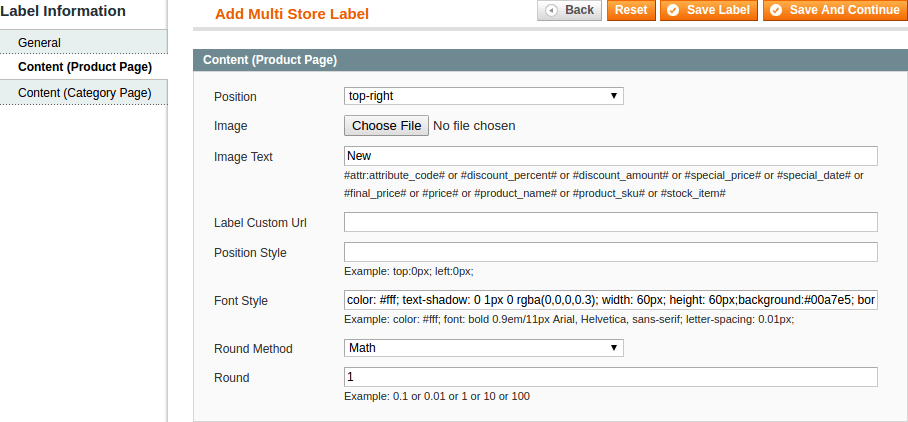 Label Information
General
Content (Product Page)
Content (Category Page)
Add Multi Store Label
Back
Reset
Save Label
Save And Continue
Content (Product Page)
Position
top-right
Image
Choose File No file chosen
Image Text
New
#attr:attribute_code# or #discount_percent# or #discount_amount# or #special_price# or #special_date# or
#final_price# or #price# or #product_name# or #product_sku# or #stock_item#
Label Custom Url
Position Style
Example: top:0px; left:0px;
Font Style
color: #fff; text-shadow: 0 1px 0 rgba(0,0,0,0.3); width: 60px; height: 60px;background:#00a7e5; bor
Example: color: #fff; font: bold 0.9em/11px Arial, Helvetica, sans-serif; letter-spacing: 0.01px;
Round Method
Math
Round
1
Example: 0.1 or 0.01 or 1 or 10 or 100